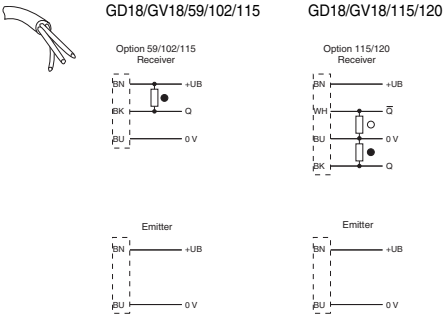 GD18/GV18/59/102/115
GD18/GV18/115/120
Option 59/102/115
Receiver
BN +UB
BK Q
BU 0 V
Option 115/120
Receiver
BN +UB
WH Q̅
BU 0 V
BK Q
Emitter
BN +UB
BU 0 V
Emitter
BN +UB
BU 0 V